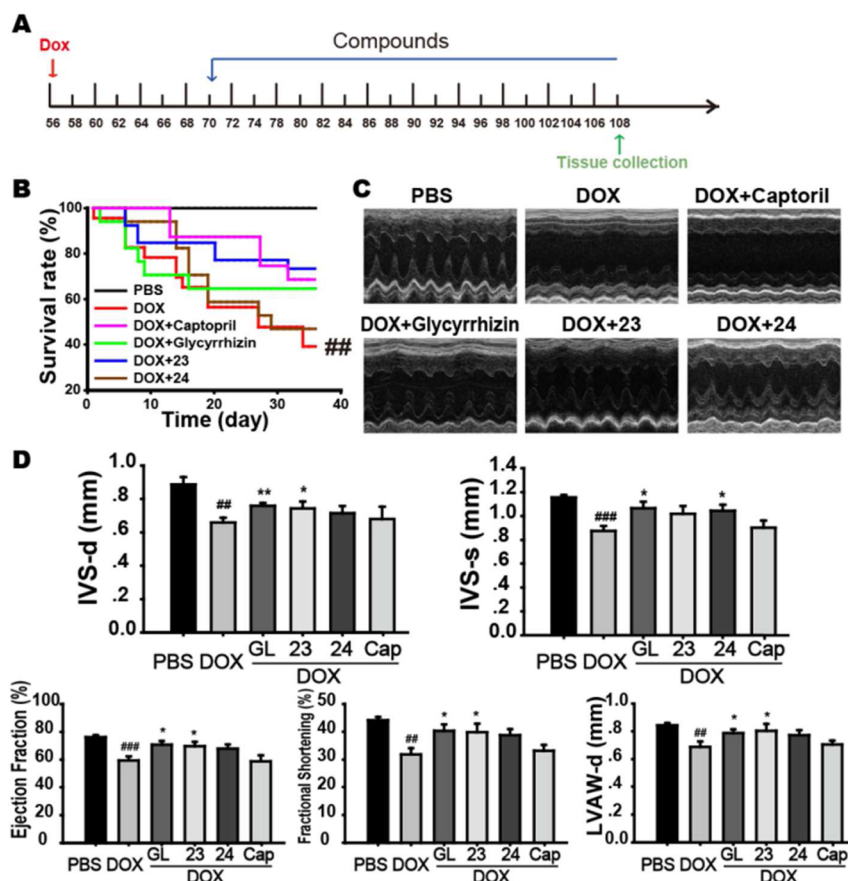 A
Dox
Compounds
56 58 60 62 64 66 68 70 72 74 78 80 82 84 86 88 90 92 94 96 98 100 102 104 106 108
Tissue collection
B
Survival rate (%)
100
80
60
40
20
PBS
DOX
DOX+Captopril
DOX+Glycyrrhizin
DOX+23
DOX+24
##
0 10 20 30 40
Time (day)
C
PBS DOX DOX+Captoril
DOX+Glycyrrhizin DOX+23 DOX+24
D
IVS-d (mm)
1.0
.8
.6
.4
.2
0.0
## ** *
PBS DOX GL 23 24 Cap
DOX
IVS-s (mm)
1.4
1.2
1.0
.8
.6
.4
.2
0.0
### * *
PBS DOX GL 23 24 Cap
DOX
Ejection Fraction (%)
100
80
60
40
20
0
### * *
PBS DOX GL 23 24 Cap
DOX
Fractional Shortening (%)
50
40
30
20
10
0
## * *
PBS DOX GL 23 24 Cap
DOX
LVAW-d (mm)
1.0
.8
.6
.4
.2
0.0
## * *
PBS DOX GL 23 24 Cap
DOX